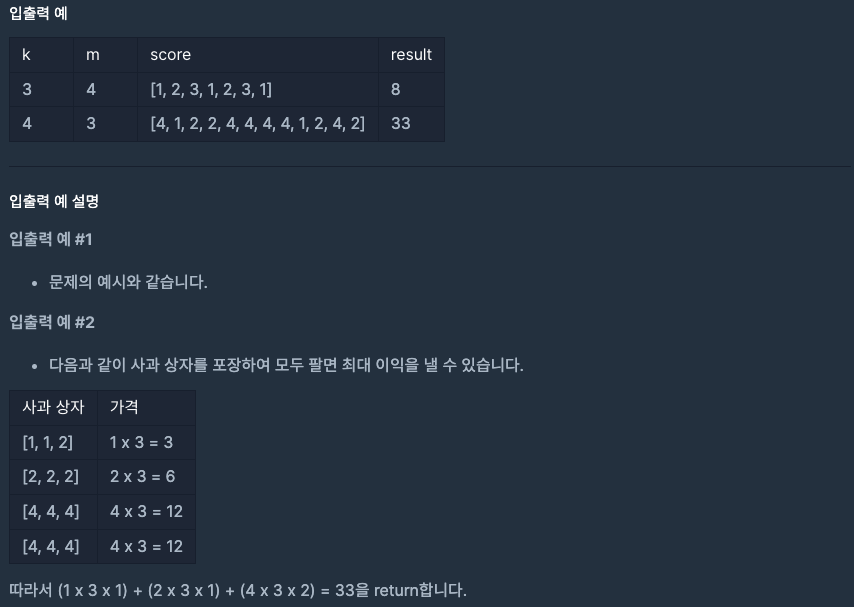 입출력 예
k m score result
3 4 [1, 2, 3, 1, 2, 3, 1] 8
4 3 [4, 1, 2, 2, 4, 4, 4, 4, 1, 2, 4, 2] 33
입출력 예 설명
입출력 예 #1
• 문제의 예시와 같습니다.
입출력 예 #2
• 다음과 같이 사과 상자를 포장하여 모두 팔면 최대 이익을 낼 수 있습니다.
사과 상자 가격
[1, 1, 2] 1 x 3 = 3
[2, 2, 2] 2 x 3 = 6
[4, 4, 4] 4 x 3 = 12
[4, 4, 4] 4 x 3 = 12
따라서 (1 x 3 x 1) + (2 x 3 x 1) + (4 x 3 x 2) = 33을 return합니다.